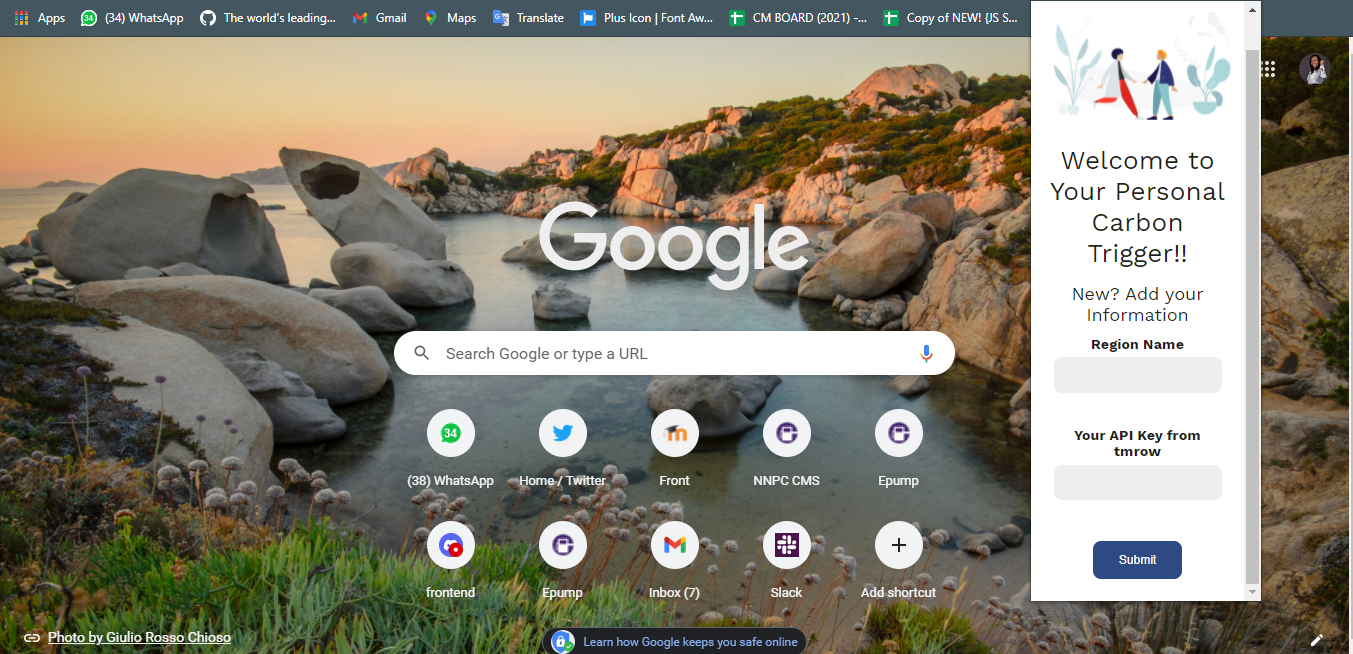 Apps
(34) WhatsApp
The world's leading...
Gmail
Maps
Translate
Plus Icon | Font Aw...
CM BOARD (2021) -...
Copy of NEW! {JS S...
Google
Search Google or type a URL
34
(38) WhatsApp
Home / Twitter
Front
NNPC CMS
Epump
frontend
Epump
Inbox (7)
Slack
Add shortcut
Photo by Giulio Rosso Chioso
Learn how Google keeps you safe online
Welcome to
Your Personal
Carbon
Trigger!!
New? Add your
Information
Region Name
Your API Key from
tmrow
Submit